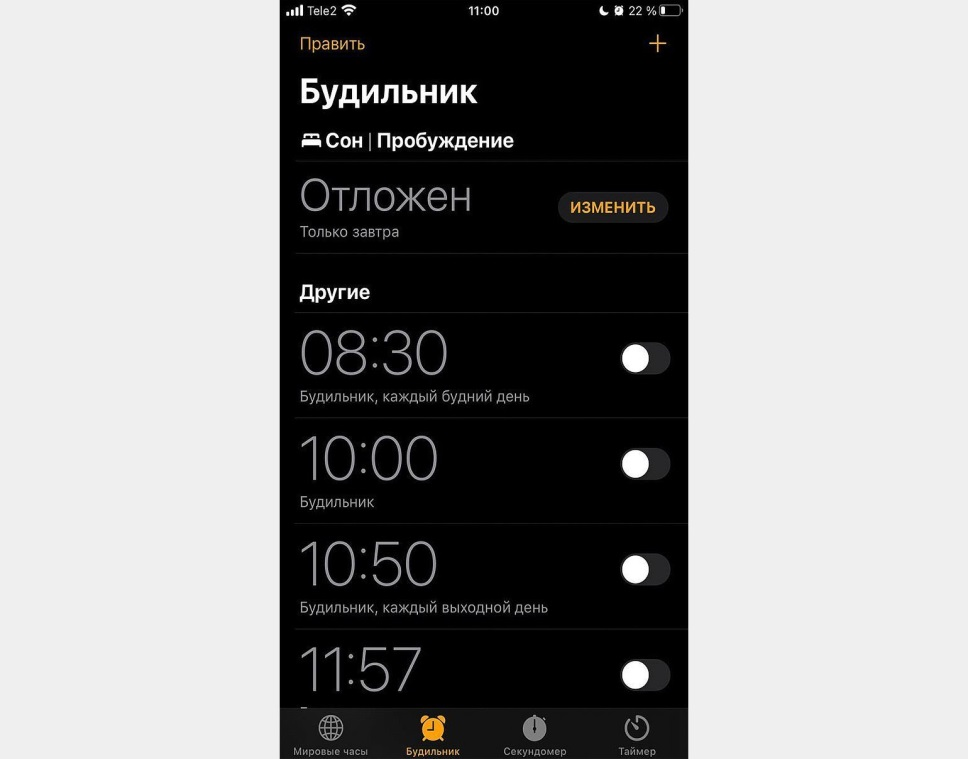 Tele2 11:00 22 %
Править +
Будильник
Сон | Пробуждение
Отложен
ИЗМЕНИТЬ
Только завтра
Другие
08:30
Будильник, каждый будний день
10:00
Будильник
10:50
Будильник, каждый выходной день
11:57
Мировые часы Будильник Секундомер Таймер